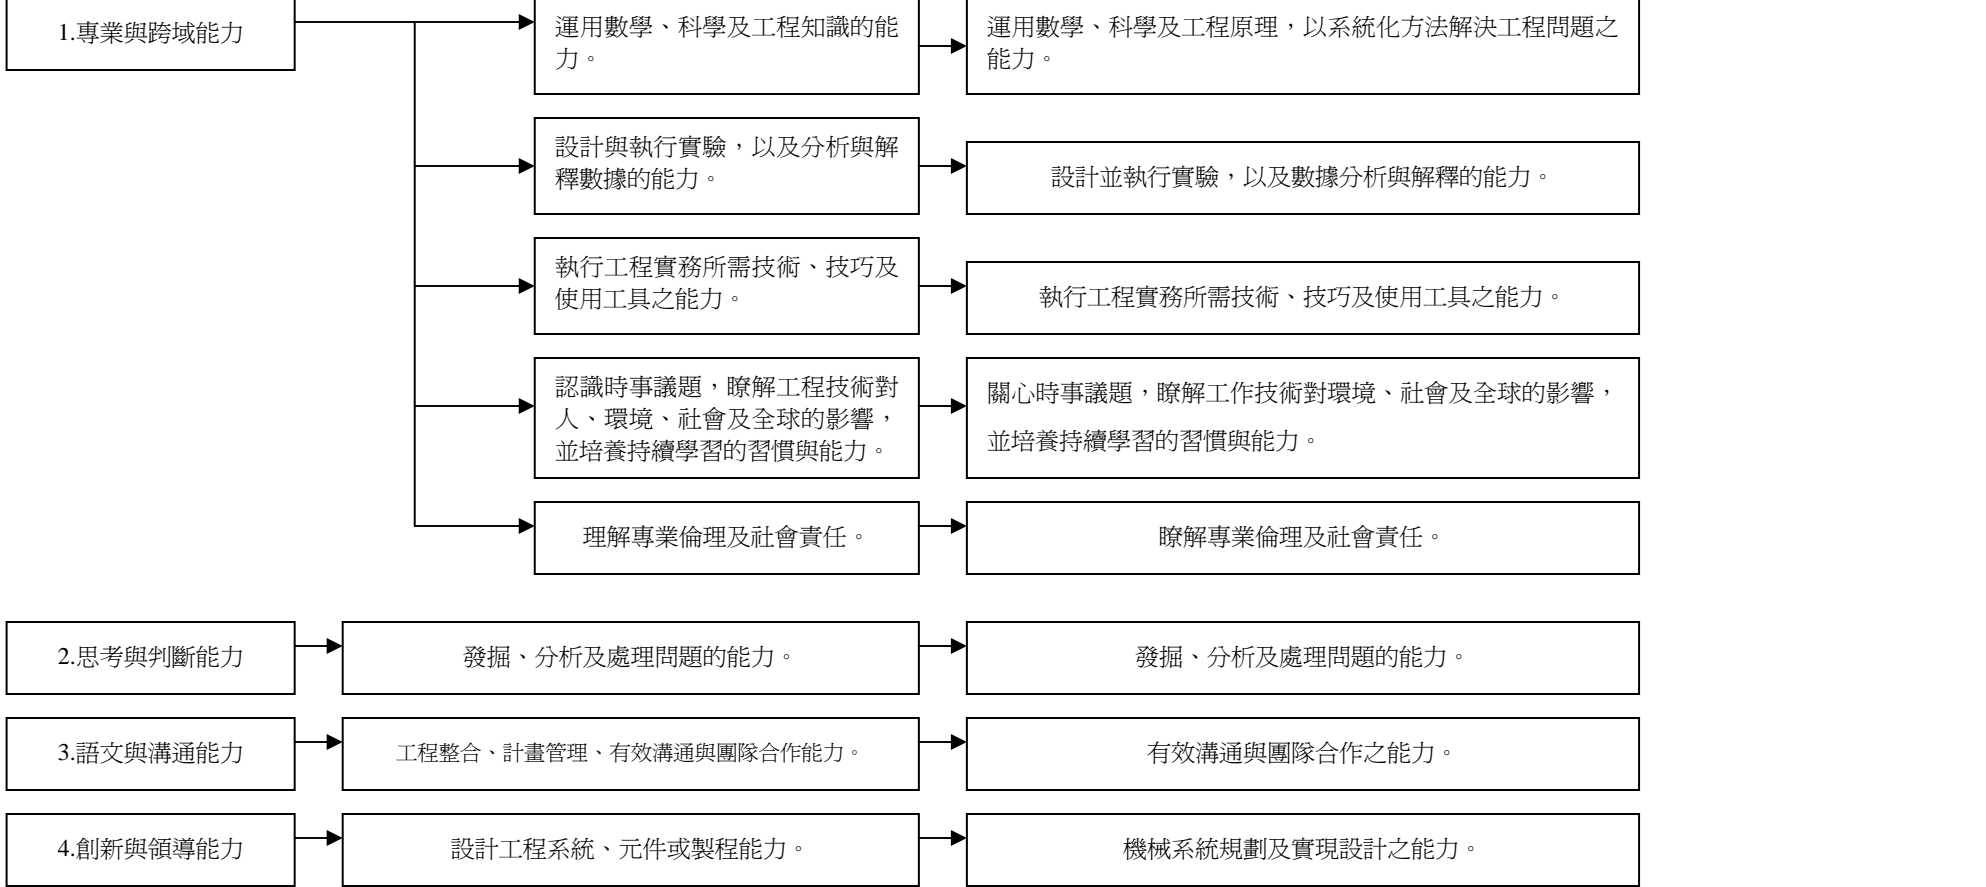 1.專業與跨域能力
運用數學、科學及工程知識的能
力。
運用數學、科學及工程原理，以系統化方法解決工程問題之
能力。
設計與執行實驗，以及分析與解
釋數據的能力。
設計並執行實驗，以及數據分析與解釋的能力。
執行工程實務所需技術、技巧及
使用工具之能力。
執行工程實務所需技術、技巧及使用工具之能力。
認識時事議題，瞭解工程技術對
人、環境、社會及全球的影響，
並培養持續學習的習慣與能力。
關心時事議題，瞭解工作技術對環境、社會及全球的影響，
並培養持續學習的習慣與能力。
理解專業倫理及社會責任。
瞭解專業倫理及社會責任。
2.思考與判斷能力
發掘、分析及處理問題的能力。
發掘、分析及處理問題的能力。
3.語文與溝通能力
工程整合、計畫管理、有效溝通與團隊合作能力。
有效溝通與團隊合作之能力。
4.創新與領導能力
設計工程系統、元件或製程能力。
機械系統規劃及實現設計之能力。